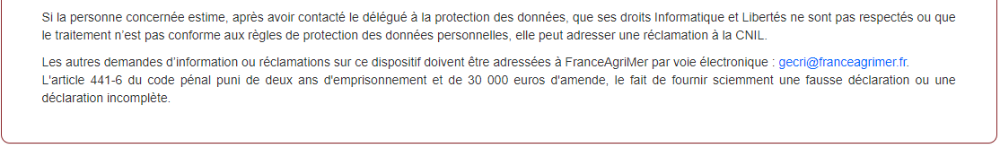 Si la personne concernée estime, après avoir contacté le délégué à la protection des données, que ses droits Informatique et Libertés ne sont pas respectés ou que
le traitement n’est pas conforme aux règles de protection des données personnelles, elle peut adresser une réclamation à la CNIL.
Les autres demandes d’information ou réclamations sur ce dispositif doivent être adressées à FranceAgriMer par voie électronique : gecri@franceagrimer.fr.
L'article 441-6 du code pénal puni de deux ans d'emprisonnement et de 30 000 euros d'amende, le fait de fournir sciemment une fausse déclaration ou une
déclaration incomplète.